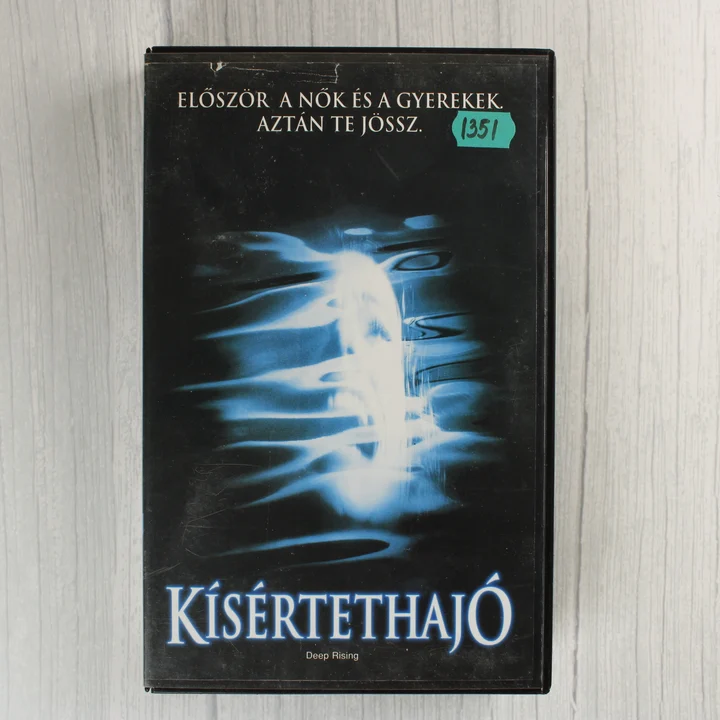 ELŐSZÖR A NŐK ÉS A GYEREKEK.
AZTÁN TE JÖSSZ.
1351
KÍSÉRTETHAJÓ
Deep Rising